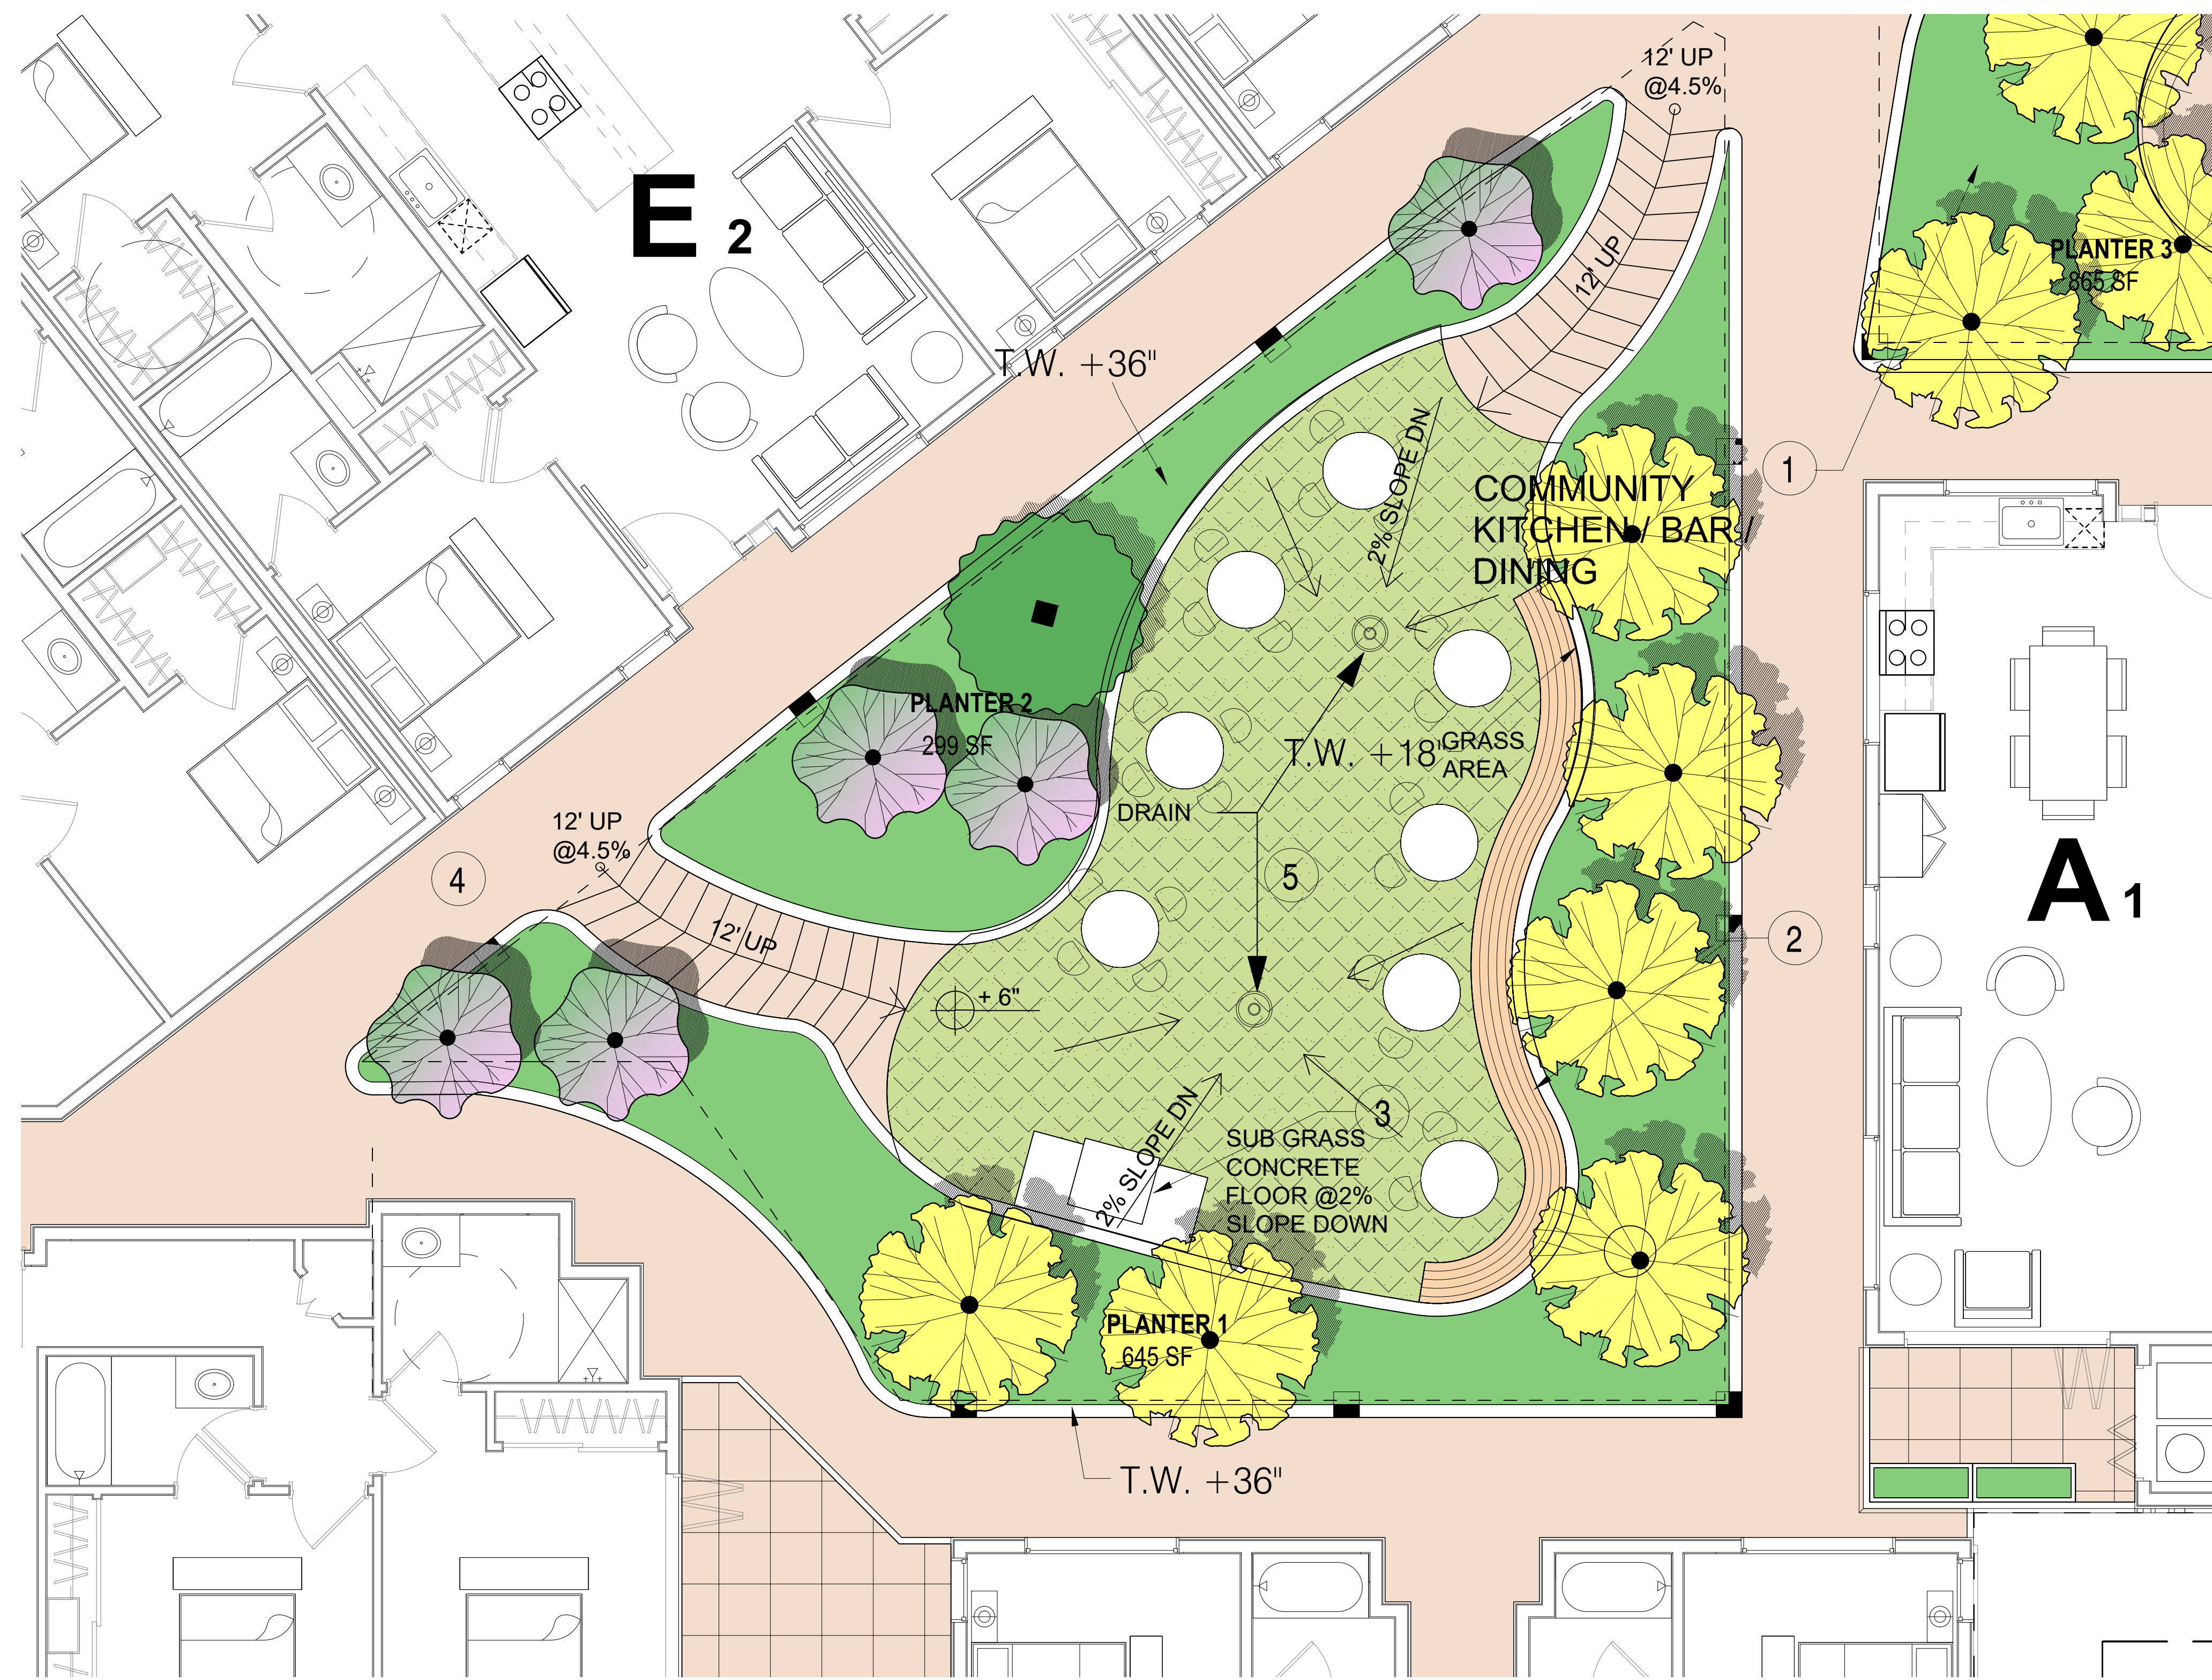 12' UP
@4.5%
E 2
12' UP
PLANTER 3
865 SF
T.W. +36"
2% SLOPE DN
1
COMMUNITY
KITCHEN / BAR /
DINING
PLANTER 2
299 SF
T.W. +18"
GRASS
AREA
DRAIN
12' UP
@4.5%
4
5
A 1
12' UP
2
+ 6"
2% SLOPE DN
3
SUB GRASS
CONCRETE
FLOOR @2%
SLOPE DOWN
PLANTER 1
645 SF
T.W. +36"